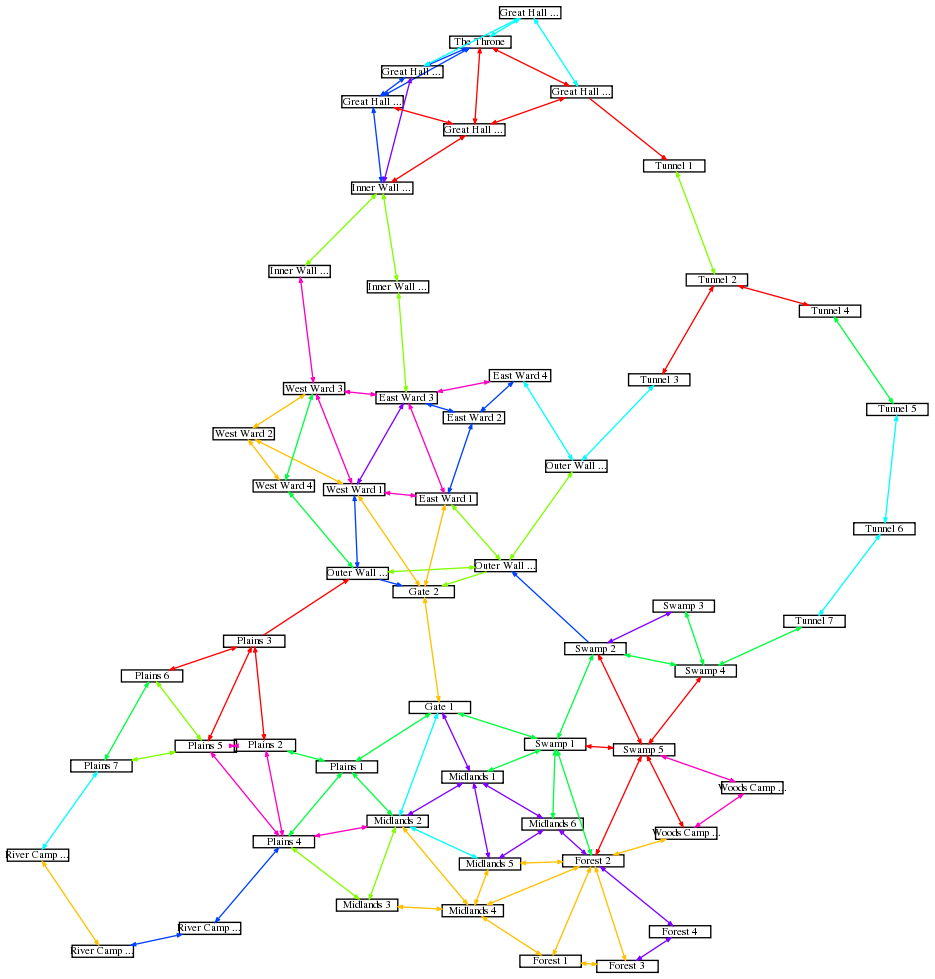 Great Hall ...
The Throne
Great Hall ...
Great Hall ...
Great Hall ...
Great Hall ...
Tunnel 1
Inner Wall ...
Inner Wall ...
Tunnel 2
Inner Wall ...
Tunnel 4
East Ward 4
Tunnel 3
West Ward 3
East Ward 3
Tunnel 5
East Ward 2
West Ward 2
Outer Wall ...
West Ward 4
West Ward 1
East Ward 1
Tunnel 6
Outer Wall ...
Outer Wall ...
Gate 2
Swamp 3
Tunnel 7
Plains 3
Swamp 2
Swamp 4
Plains 6
Gate 1
Plains 5
Plains 2
Swamp 1
Swamp 5
Plains 7
Plains 1
Midlands 1
Woods Camp ...
Midlands 2
Midlands 6
Woods Camp ...
Plains 4
River Camp ...
Midlands 5
Forest 2
Midlands 3
Midlands 4
River Camp ...
Forest 4
River Camp ...
Forest 1
Forest 3